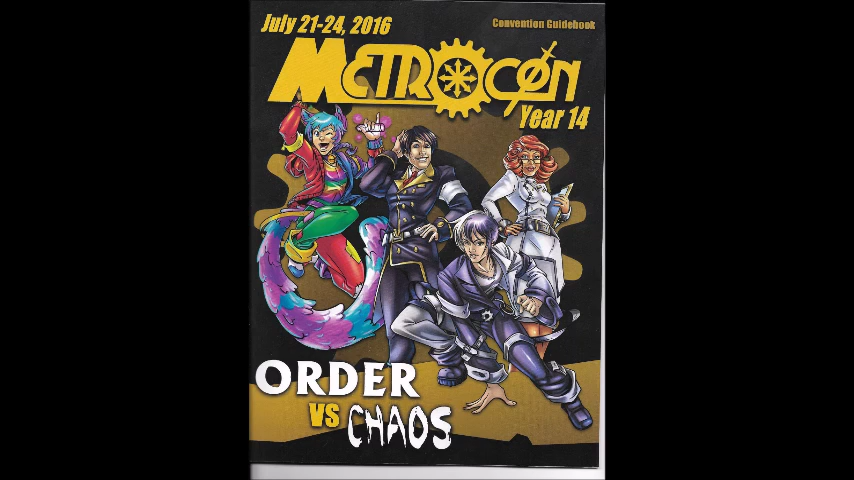 July 21-24, 2016
Convention Guidebook
METROCON
Year 14
ORDER
VS
CHAOS